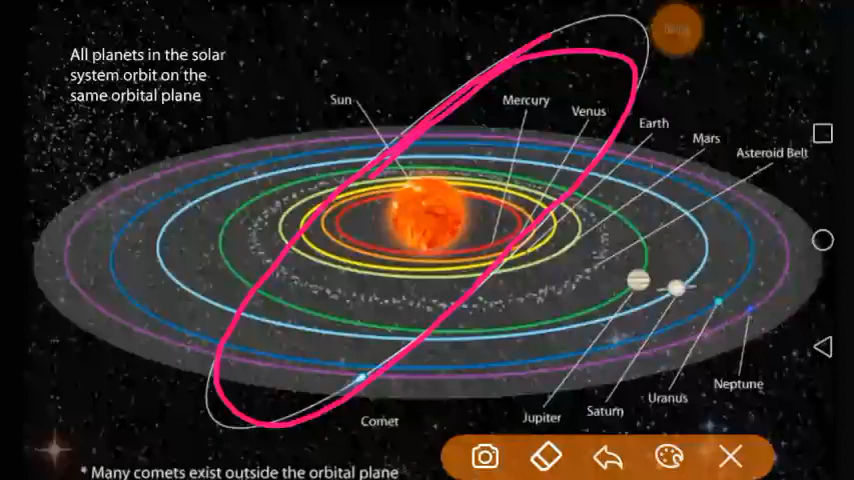 All planets in the solar
system orbit on the
same orbital plane
Sun
Mercury
Venus
Earth
Mars
Asteroid Belt
Neptune
Uranus
Saturn
Jupiter
Comet
* Many comets exist outside the orbital plane